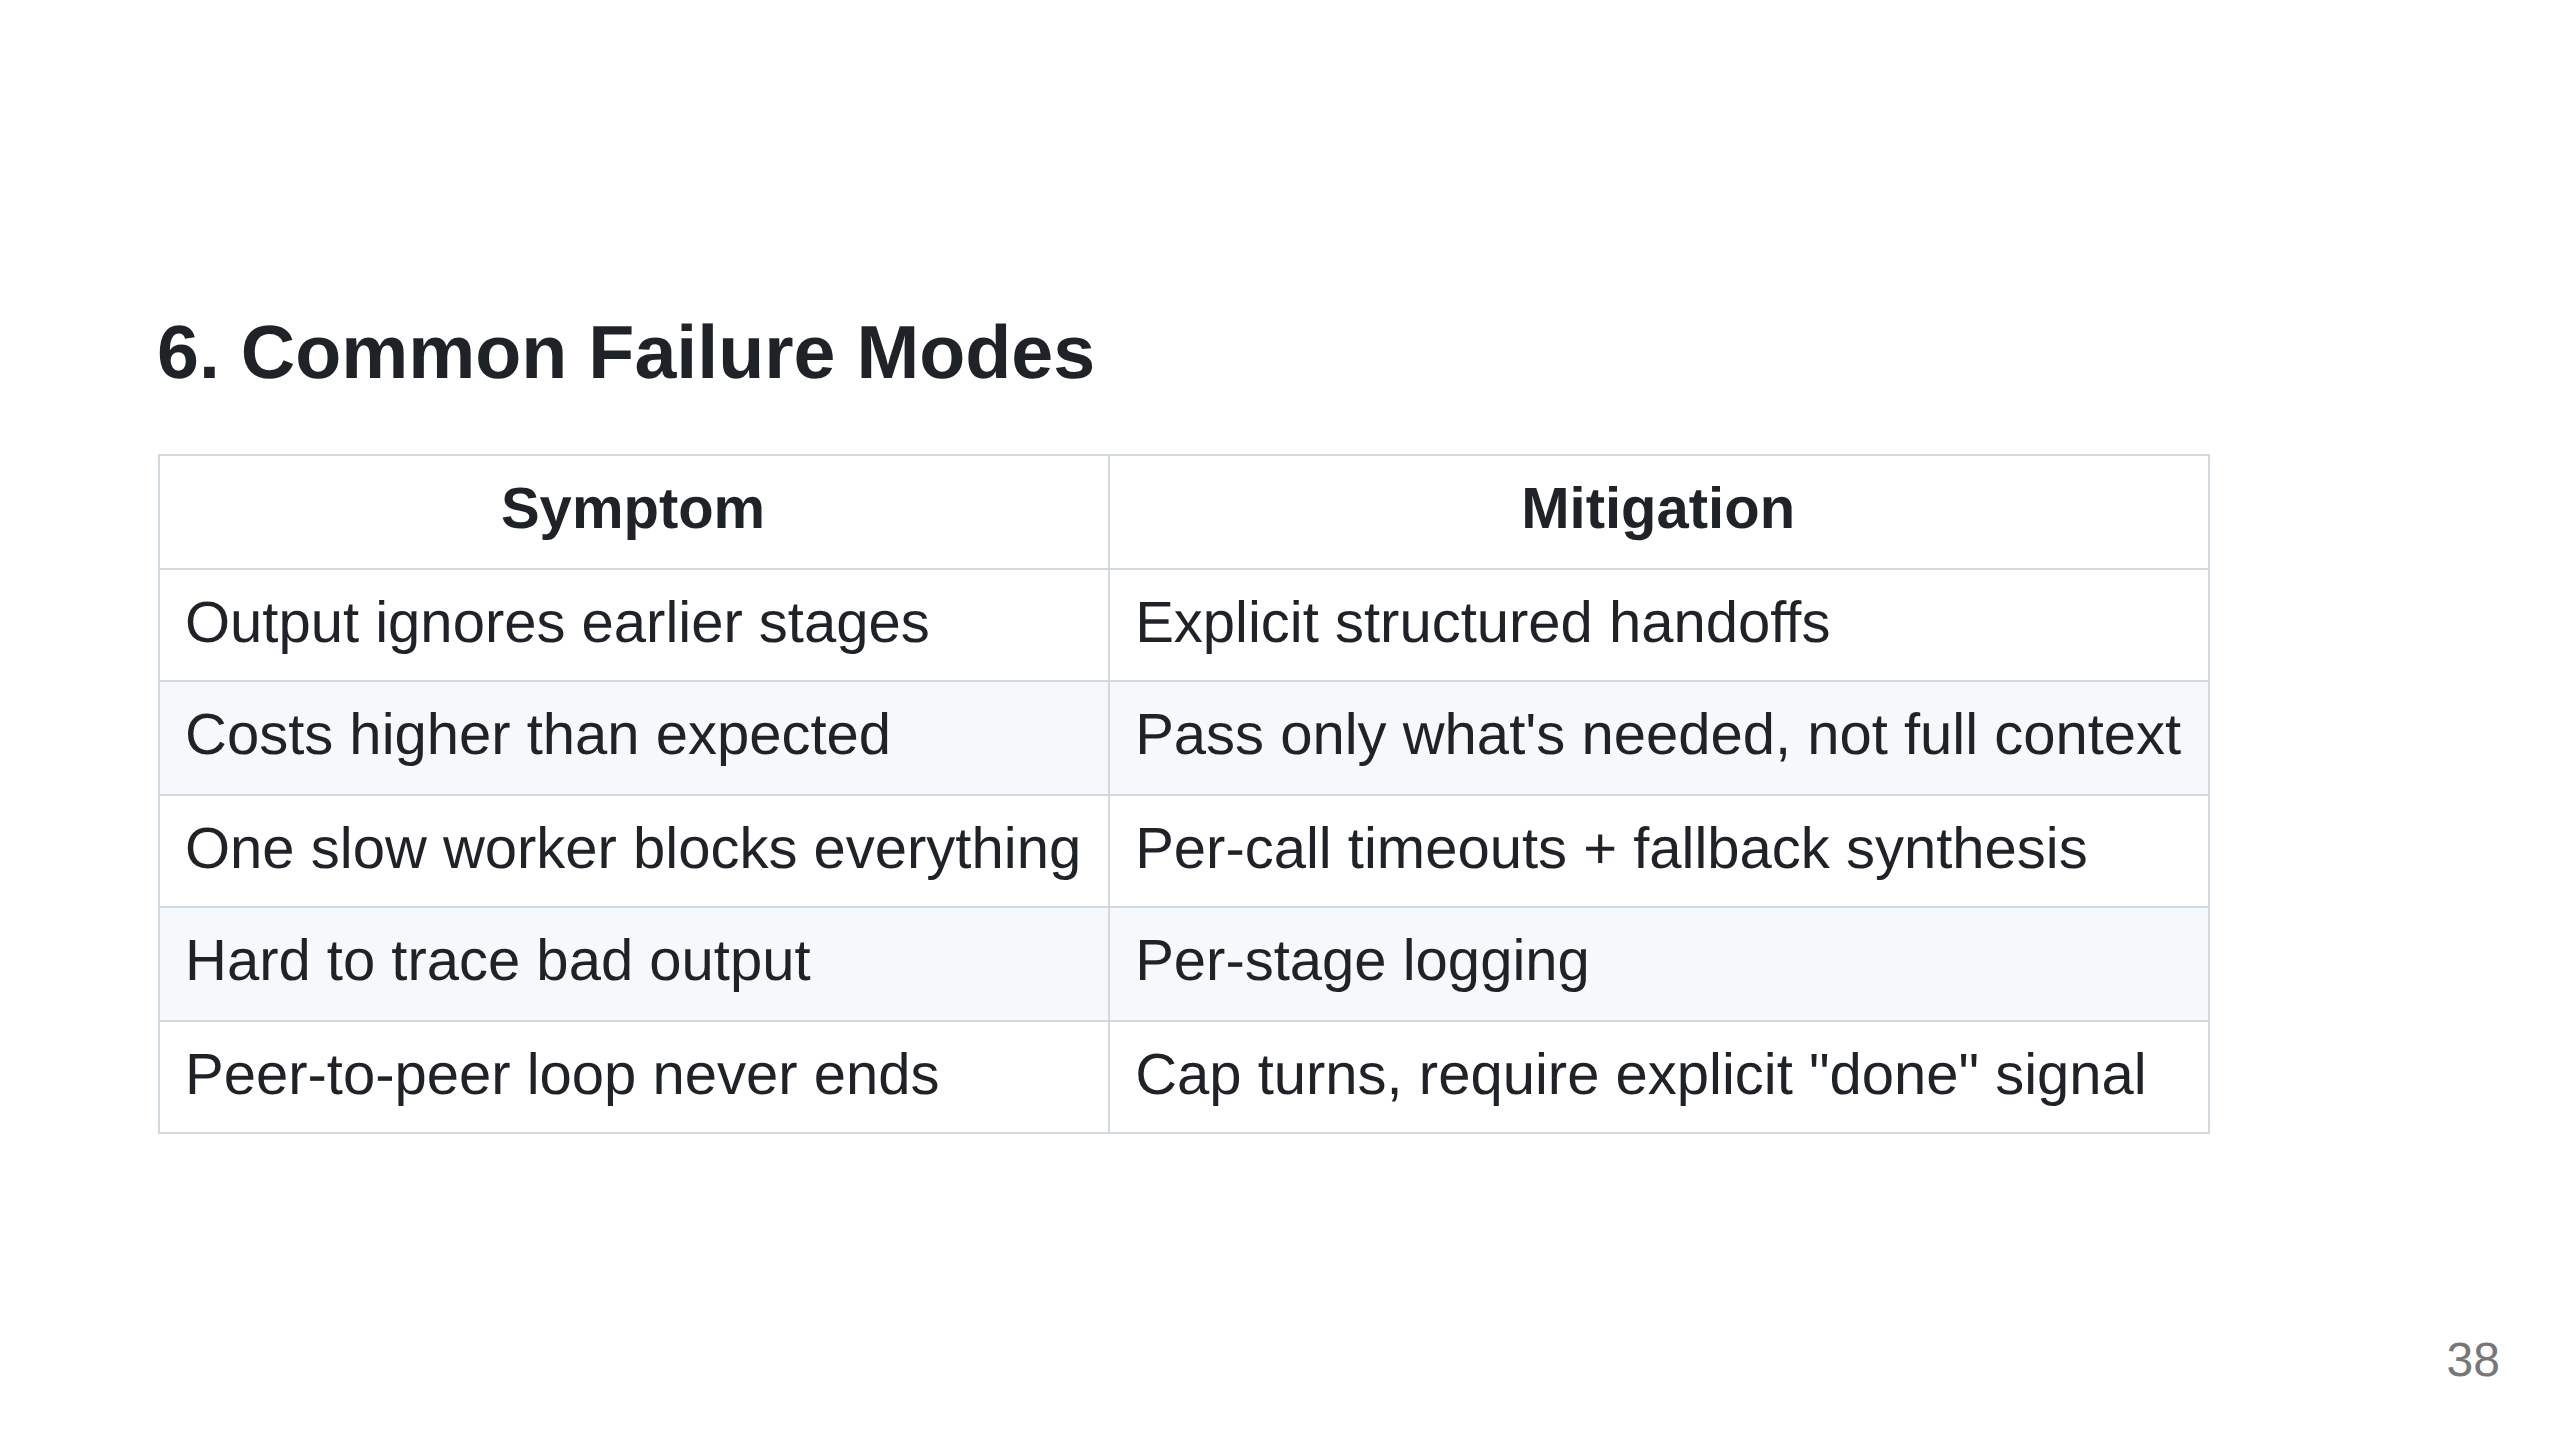 6. Common Failure Modes
Symptom Mitigation
Output ignores earlier stages Explicit structured handoffs
Costs higher than expected Pass only what's needed, not full context
One slow worker blocks everything Per-call timeouts + fallback synthesis
Hard to trace bad output Per-stage logging
Peer-to-peer loop never ends Cap turns, require explicit "done" signal
38